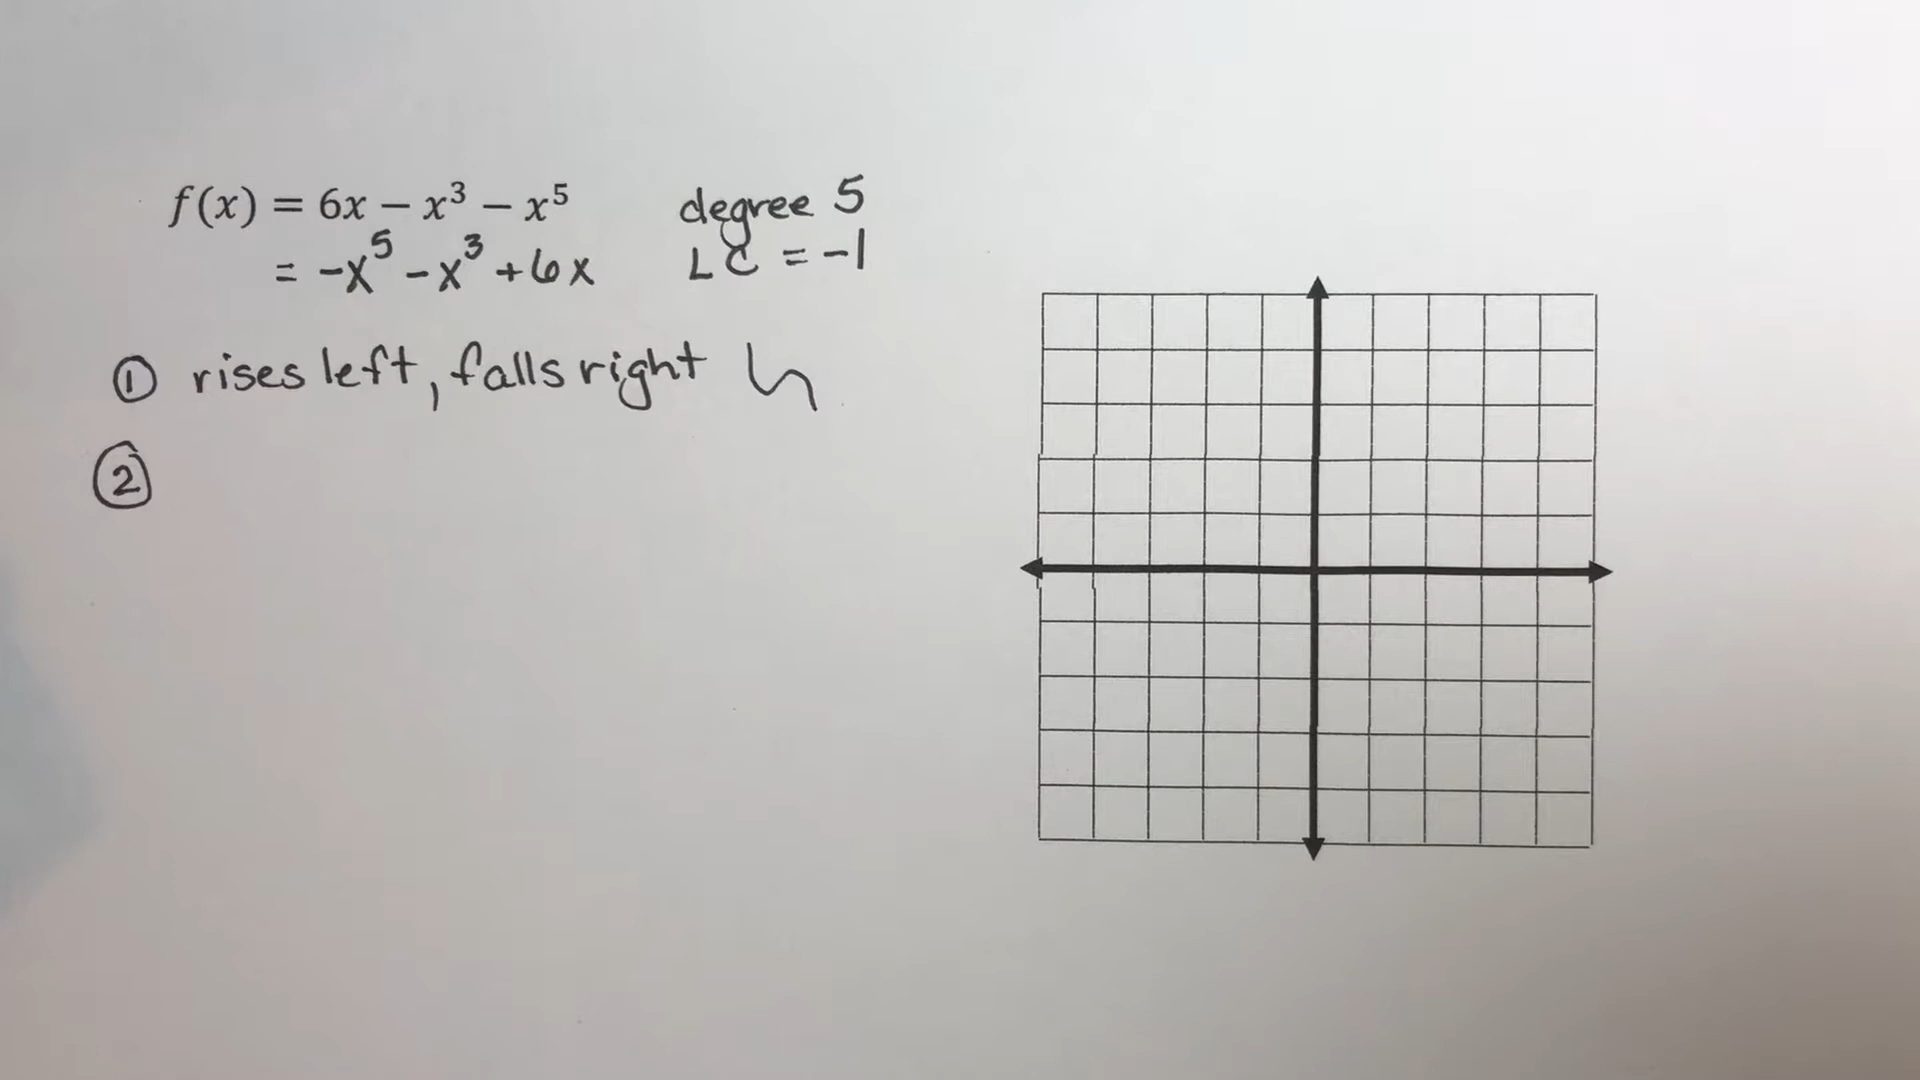 f(x) = 6x − x³ − x⁵ degree 5
= -x⁵ - x³ + 6x LC = -1
① rises left, falls right
②